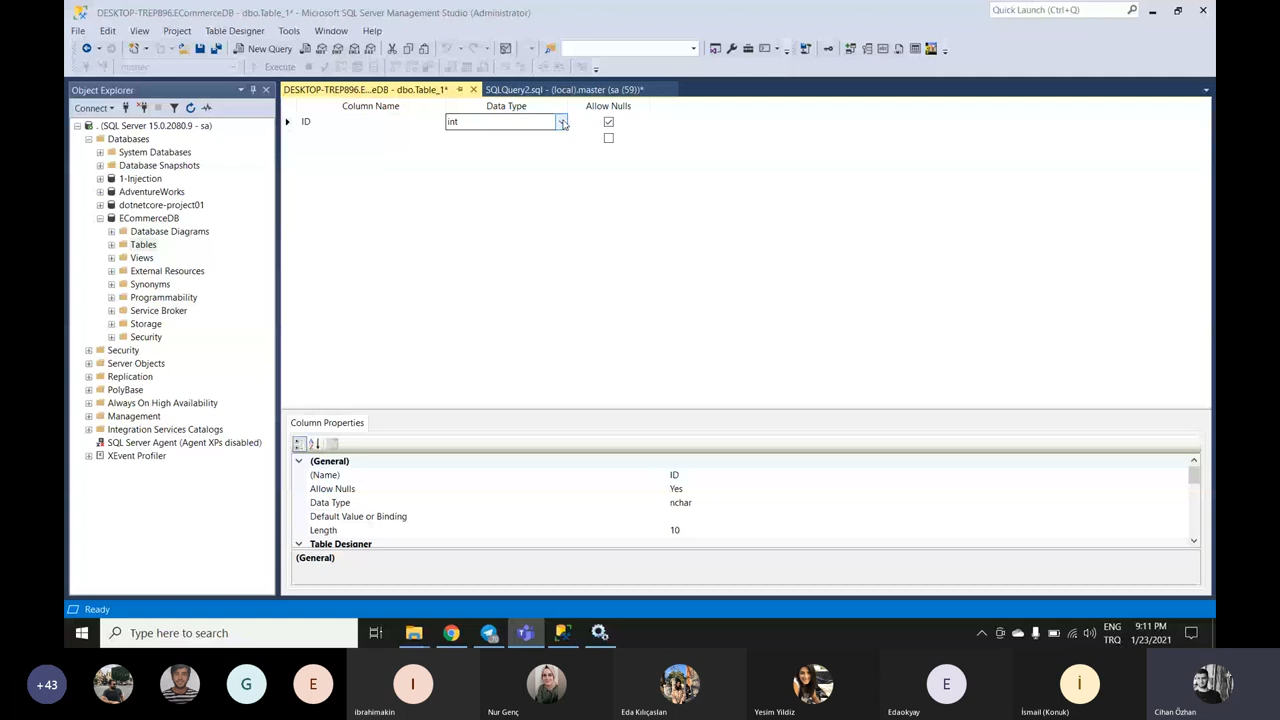 DESKTOP-TREP896.ECommerceDB - dbo.Table_1* - Microsoft SQL Server Management Studio (Administrator)
Quick Launch (Ctrl+Q)
File Edit View Project Table Designer Tools Window Help
New Query
master
Execute
Object Explorer
DESKTOP-TREP896.E...eDB - dbo.Table_1*
SQLQuery2.sql - (local).master (sa (59))*
Connect
Column Name Data Type Allow Nulls
ID int
. (SQL Server 15.0.2080.9 - sa)
Databases
System Databases
Database Snapshots
1-Injection
AdventureWorks
dotnetcore-project01
ECommerceDB
Database Diagrams
Tables
Views
External Resources
Synonyms
Programmability
Service Broker
Storage
Security
Security
Server Objects
Replication
PolyBase
Always On High Availability
Management
Integration Services Catalogs
SQL Server Agent (Agent XPs disabled)
XEvent Profiler
Column Properties
(General)
(Name) ID
Allow Nulls Yes
Data Type nchar
Default Value or Binding
Length 10
Table Designer
(General)
Ready
Type here to search
ENG
TRQ
9:11 PM
1/23/2021
+43
G
E
I
E
İ
ibrahimakin
Nur Genç
Eda Kılıçaslan
Yesim Yildiz
Edaokyay
İsmail (Konuk)
Cihan Özhan